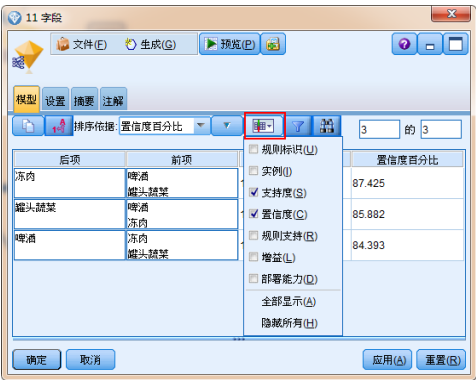 11 字段
文件(F) 生成(G) 预览(P)
模型 设置 摘要 注解
排序依据: 置信度百分比 3 的 3
后项 前项 置信度百分比
冻肉 啤酒 87.425
罐头蔬菜
罐头蔬菜 啤酒 85.882
冻肉
啤酒 冻肉 84.393
罐头蔬菜
规则标识(U)
实例(I)
支持度(S)
置信度(C)
规则支持(R)
增益(L)
部署能力(D)
全部显示(A)
隐藏所有(H)
确定 取消 应用(A) 重置(R)